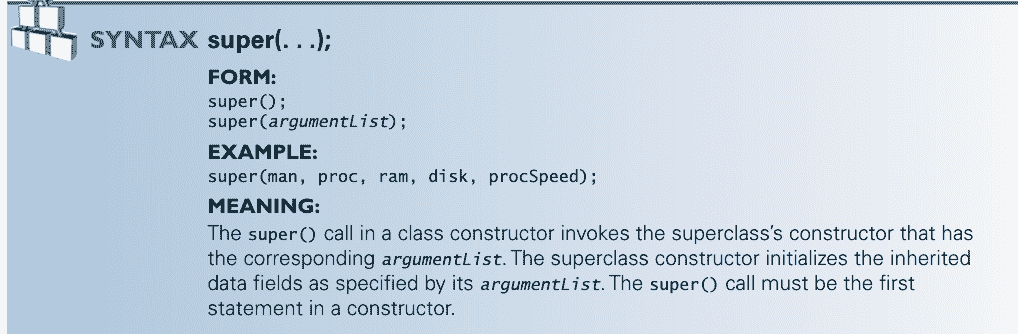 SYNTAX super(. . .);
FORM:
super();
super(argumentList);
EXAMPLE:
super(man, proc, ram, disk, procSpeed);
MEANING:
The super() call in a class constructor invokes the superclass's constructor that has
the corresponding argumentList. The superclass constructor initializes the inherited
data fields as specified by its argumentList. The super() call must be the first
statement in a constructor.